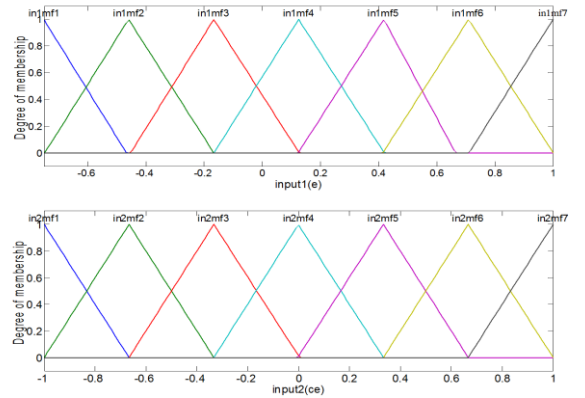 in1mf1 in1mf2 in1mf3 in1mf4 in1mf5 in1mf6 in1mf7
1
0.8
0.6
0.4
0.2
0
Degree of membership
-0.6 -0.4 -0.2 0 0.2 0.4 0.6 0.8 1
input1(e)
in2mf1 in2mf2 in2mf3 in2mf4 in2mf5 in2mf6 in2mf7
1
0.8
0.6
0.4
0.2
0
Degree of membership
-1 -0.8 -0.6 -0.4 -0.2 0 0.2 0.4 0.6 0.8 1
input2(ce)